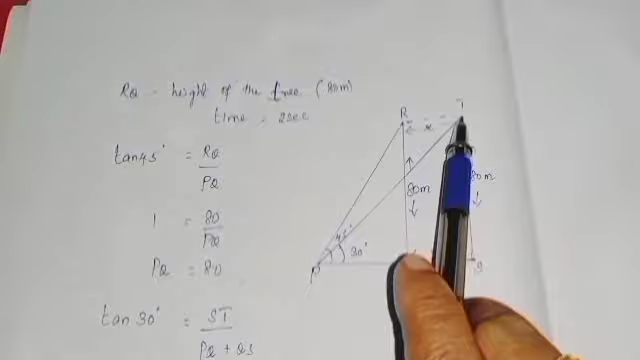 RQ - height of the tree (80m)
time = 2sec
tan45° = RQ
PQ
1 = 80
PQ
PQ = 80
tan 30° = ST
PQ + QS
R
T
x
80m
80m
45°
30°
P
S